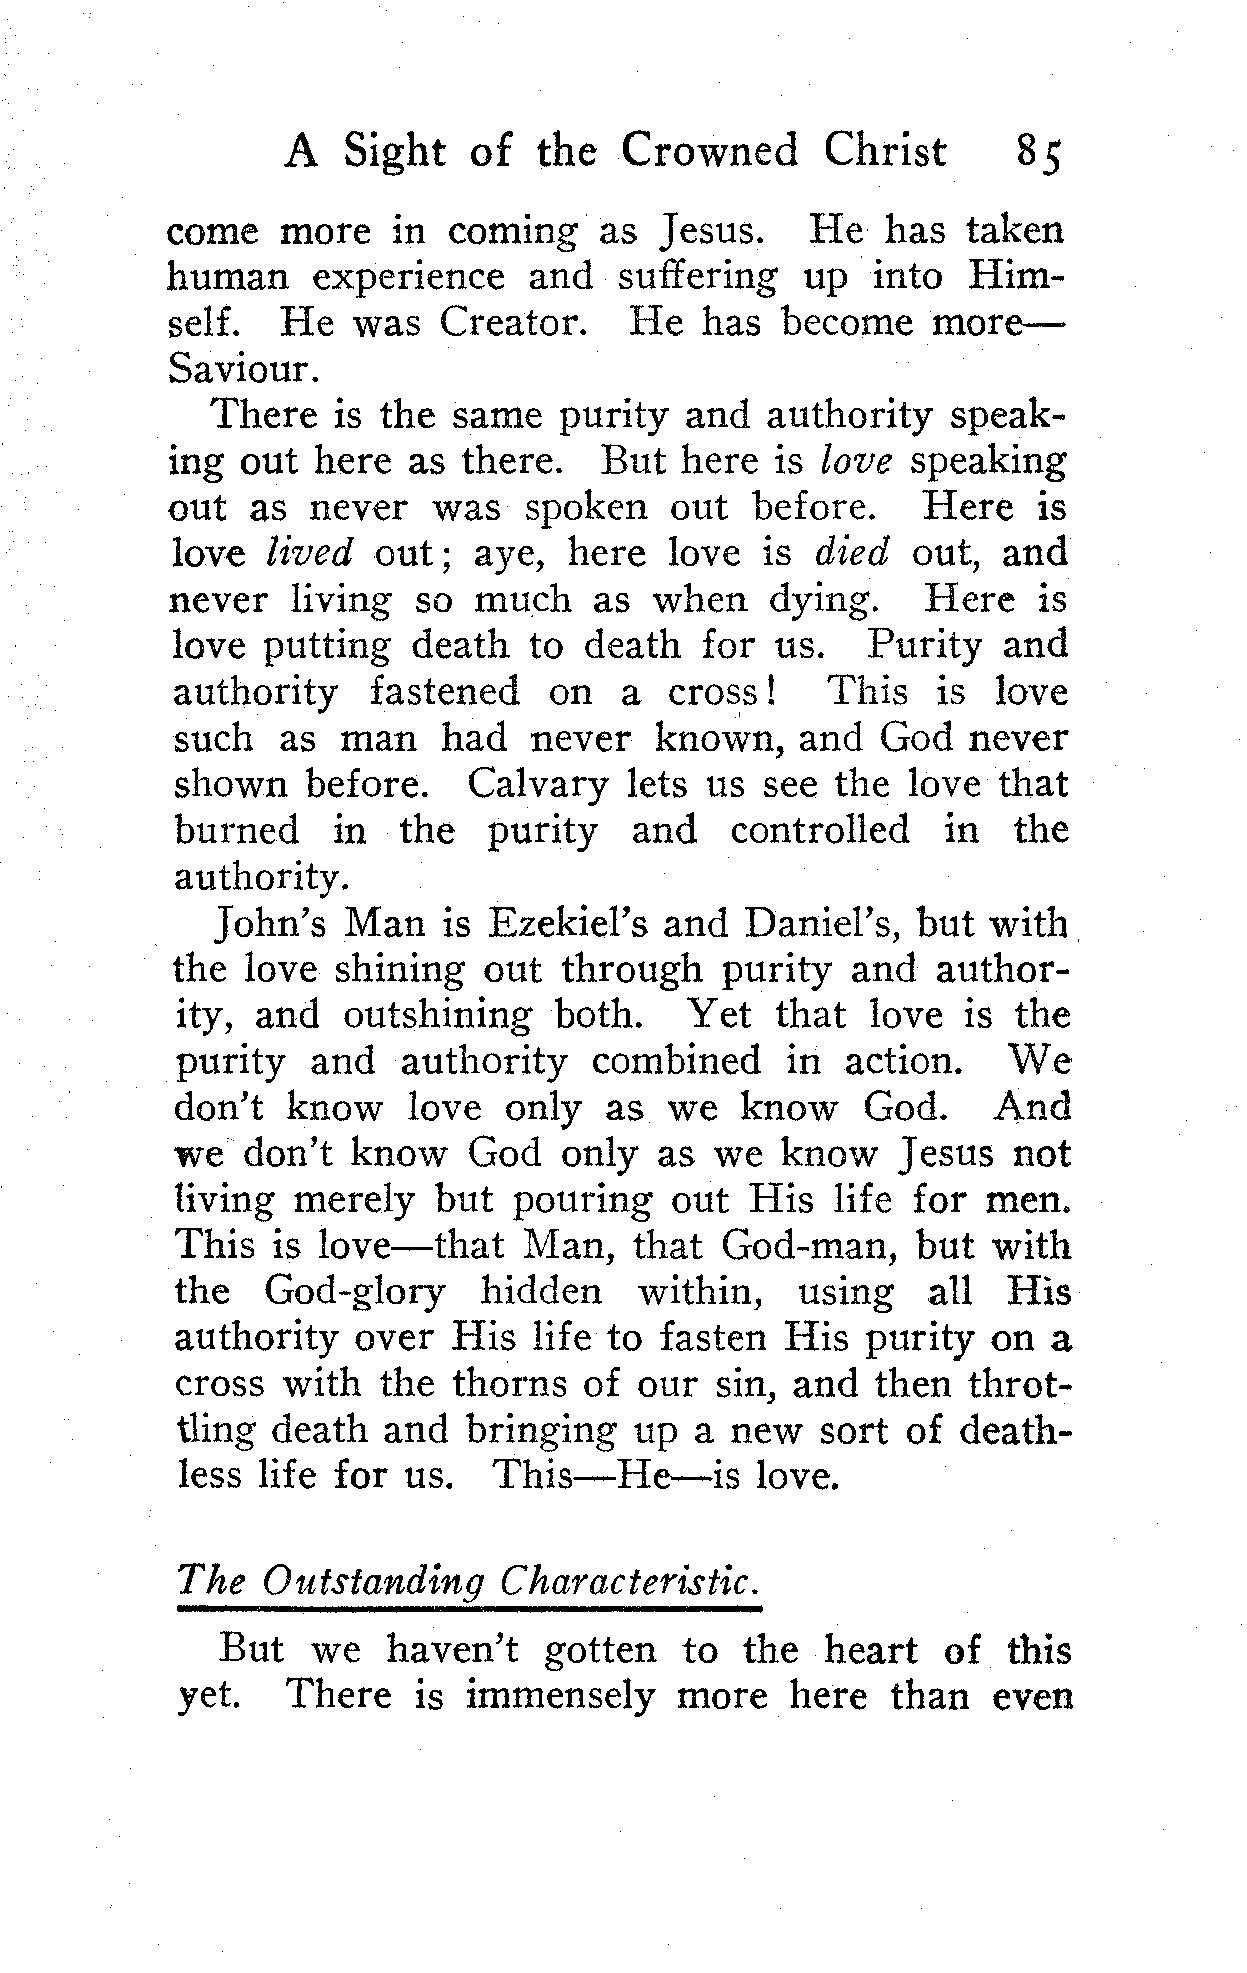 A Sight of the Crowned Christ 85
come more in coming as Jesus. He has taken
human experience and suffering up into Him-
self. He was Creator. He has become more—
Saviour.
There is the same purity and authority speak-
ing out here as there. But here is love speaking
out as never was spoken out before. Here is
love lived out; aye, here love is died out, and
never living so much as when dying. Here is
love putting death to death for us. Purity and
authority fastened on a cross! This is love
such as man had never known, and God never
shown before. Calvary lets us see the love that
burned in the purity and controlled in the
authority.
John's Man is Ezekiel's and Daniel's, but with
the love shining out through purity and author-
ity, and outshining both. Yet that love is the
purity and authority combined in action. We
don't know love only as we know God. And
we don't know God only as we know Jesus not
living merely but pouring out His life for men.
This is love—that Man, that God-man, but with
the God-glory hidden within, using all His
authority over His life to fasten His purity on a
cross with the thorns of our sin, and then throt-
tling death and bringing up a new sort of death-
less life for us. This—He—is love.
The Outstanding Characteristic.
But we haven't gotten to the heart of this
yet. There is immensely more here than even